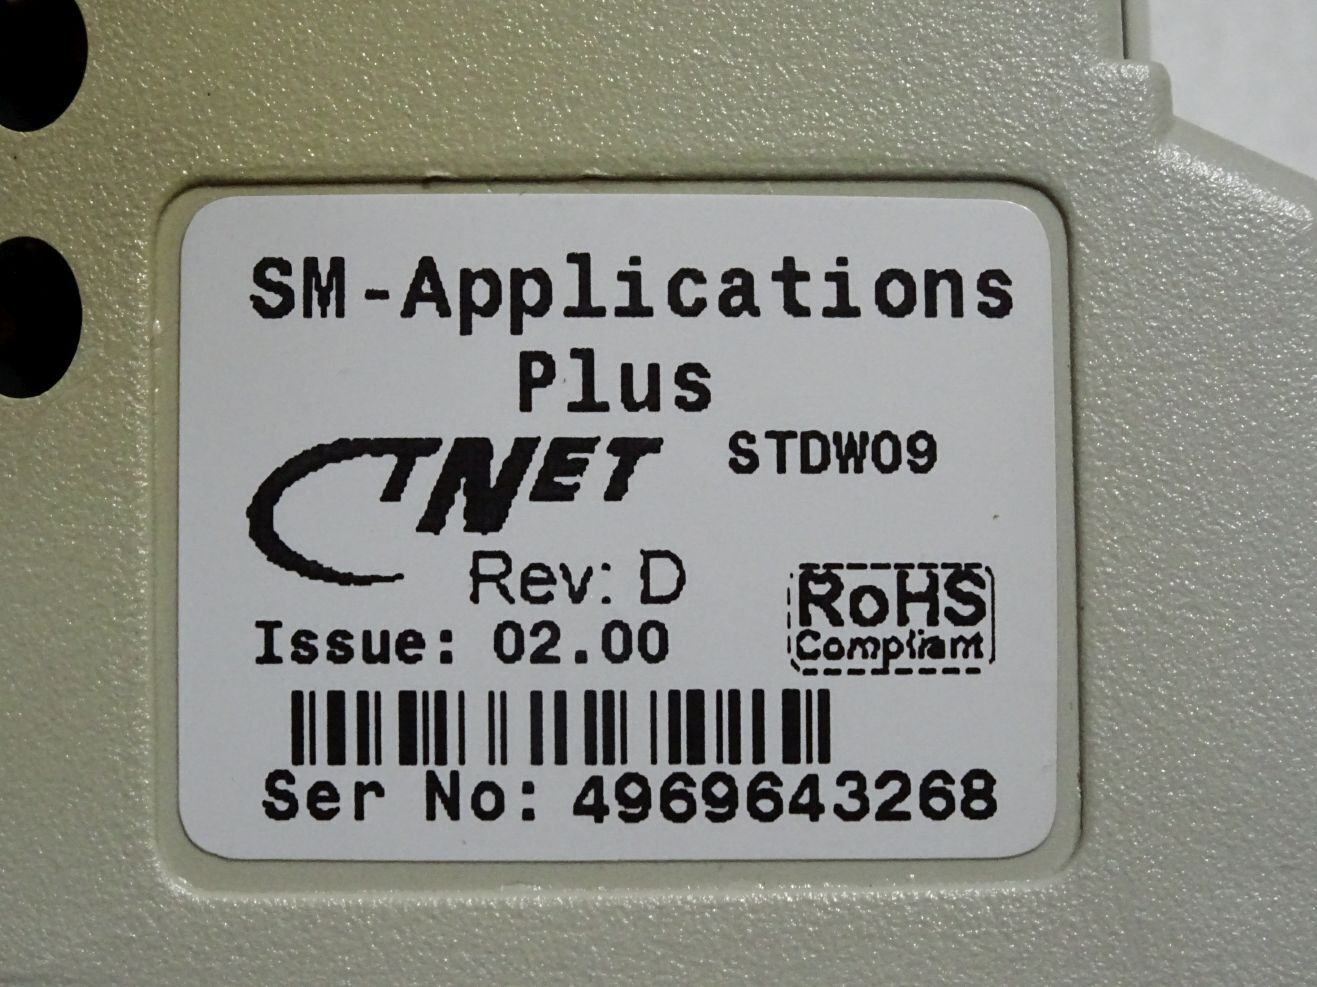 SM-Applications
Plus
CTNET STDW09
Rev: D
Issue: 02.00
RoHS
Compliant
Ser No: 4969643268